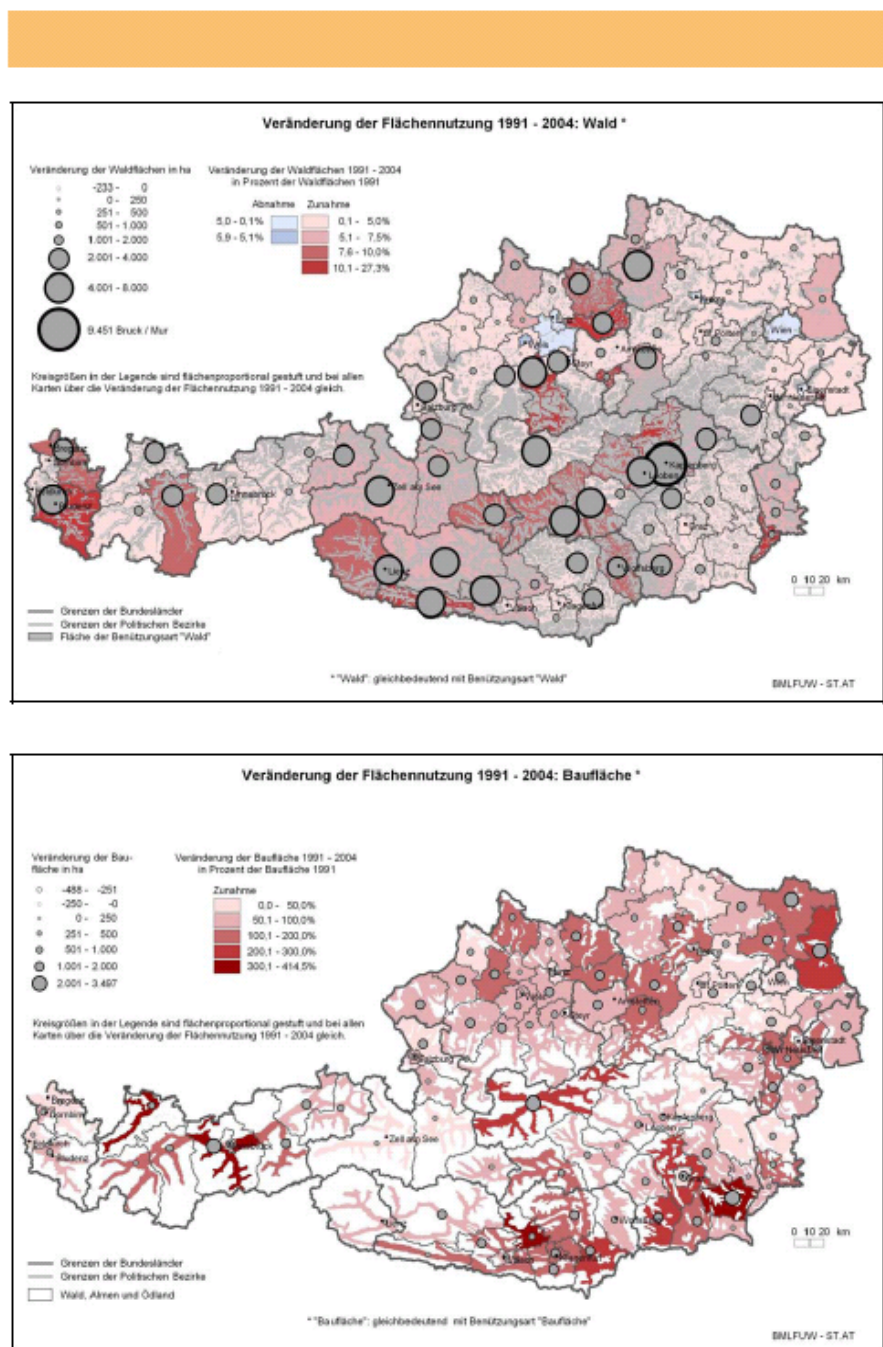 Veränderung der Flächennutzung 1991 - 2004: Wald *
Veränderung der Waldflächen in ha
-233 - 0
0 - 250
251 - 500
501 - 1.000
1.001 - 2.000
2.001 - 4.000
4.001 - 8.000
9.451 Bruck / Mur
Veränderung der Waldflächen 1991 - 2004
in Prozent der Waldflächen 1991
Abnahme Zunahme
5,0 - 0,1% 0,1 - 5,0%
5,9 - 5,1% 5,1 - 7,5%
7,6 - 10,0%
10,1 - 27,3%
Kreisgrößen in der Legende sind flächenproportional gestuft und bei allen
Karten über die Veränderung der Flächennutzung 1991 - 2004 gleich.
Wien
Steyr
Salzburg
Zell am See
Innsbruck
Kapfenberg
Leoben
Lienz
Wolfsberg
Villach
Graz
0 10 20 km
Grenzen der Bundesländer
Grenzen der Politischen Bezirke
Fläche der Benützungsart "Wald"
* "Wald": gleichbedeutend mit Benützungsart "Wald"
BMLFUW - ST.AT
Veränderung der Flächennutzung 1991 - 2004: Baufläche *
Veränderung der Bau-
fläche in ha
-488 - -251
-250 - -0
0 - 250
251 - 500
501 - 1.000
1.001 - 2.000
2.001 - 3.497
Veränderung der Baufläche 1991 - 2004
in Prozent der Baufläche 1991
Zunahme
0,0 - 50,0%
50,1 - 100,0%
100,1 - 200,0%
200,1 - 300,0%
300,1 - 414,5%
Kreisgrößen in der Legende sind flächenproportional gestuft und bei allen
Karten über die Veränderung der Flächennutzung 1991 - 2004 gleich.
Wien
Amstetten
Steyr
Salzburg
Bregenz
Dornbirn
Bludenz
Zell am See
Kapfenberg
Leoben
Lienz
Villach
0 10 20 km
Grenzen der Bundesländer
Grenzen der Politischen Bezirke
Wald, Almen und Ödland
* "Baufläche": gleichbedeutend mit Benützungsart "Baufläche"
BMLFUW - ST.AT